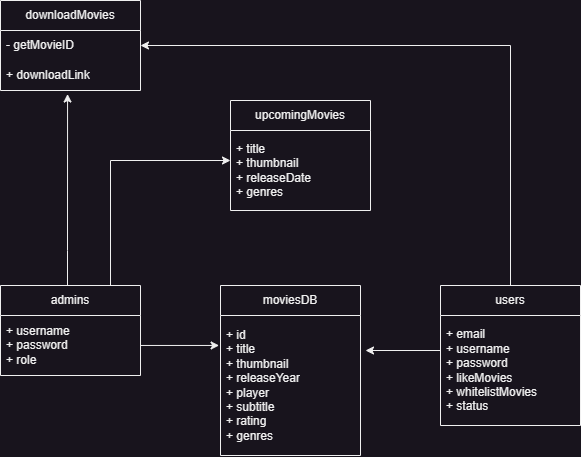 downloadMovies
- getMovieID
+ downloadLink
upcomingMovies
+ title
+ thumbnail
+ releaseDate
+ genres
admins
+ username
+ password
+ role
moviesDB
+ id
+ title
+ thumbnail
+ releaseYear
+ player
+ subtitle
+ rating
+ genres
users
+ email
+ username
+ password
+ likeMovies
+ whitelistMovies
+ status